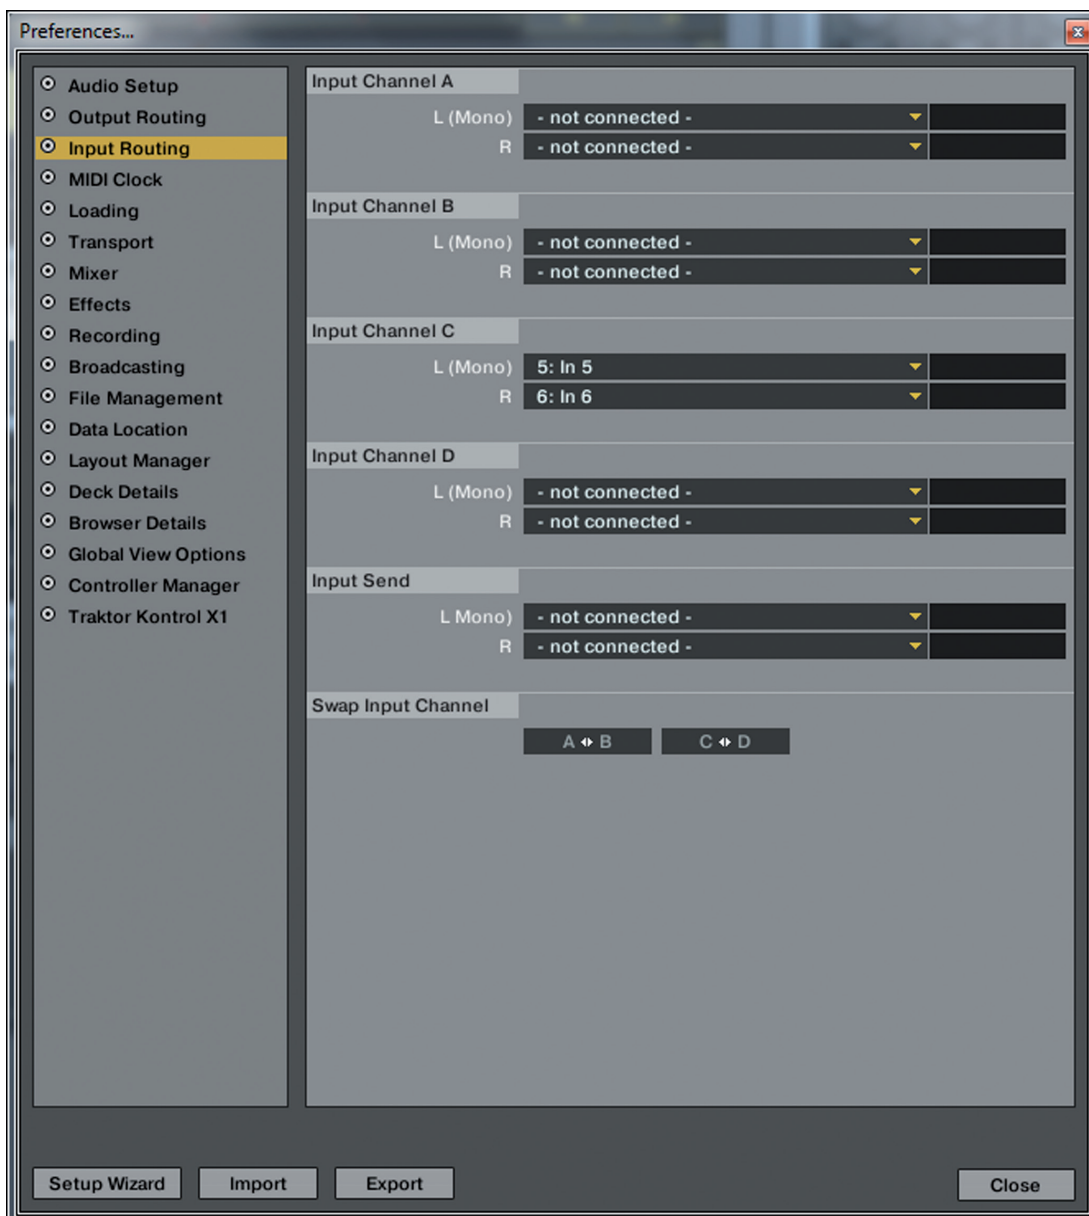 Preferences...
Audio Setup
Output Routing
Input Routing
MIDI Clock
Loading
Transport
Mixer
Effects
Recording
Broadcasting
File Management
Data Location
Layout Manager
Deck Details
Browser Details
Global View Options
Controller Manager
Traktor Kontrol X1
Input Channel A
L (Mono) - not connected -
R - not connected -
Input Channel B
L (Mono) - not connected -
R - not connected -
Input Channel C
L (Mono) 5: In 5
R 6: In 6
Input Channel D
L (Mono) - not connected -
R - not connected -
Input Send
L Mono) - not connected -
R - not connected -
Swap Input Channel
A B C D
Setup Wizard Import Export Close